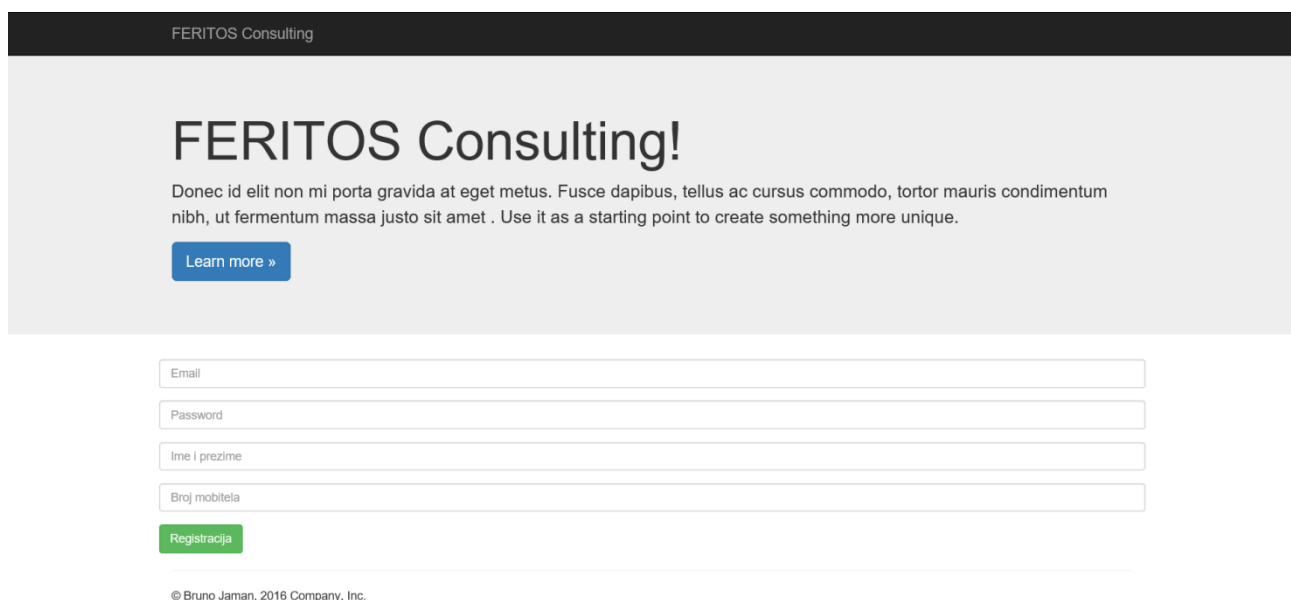 FERITOS Consulting
FERITOS Consulting!
Donec id elit non mi porta gravida at eget metus. Fusce dapibus, tellus ac cursus commodo, tortor mauris condimentum
nibh, ut fermentum massa justo sit amet . Use it as a starting point to create something more unique.
Learn more »
Email
Password
Ime i prezime
Broj mobitela
Registracija
© Bruno Jaman, 2016 Company, Inc.